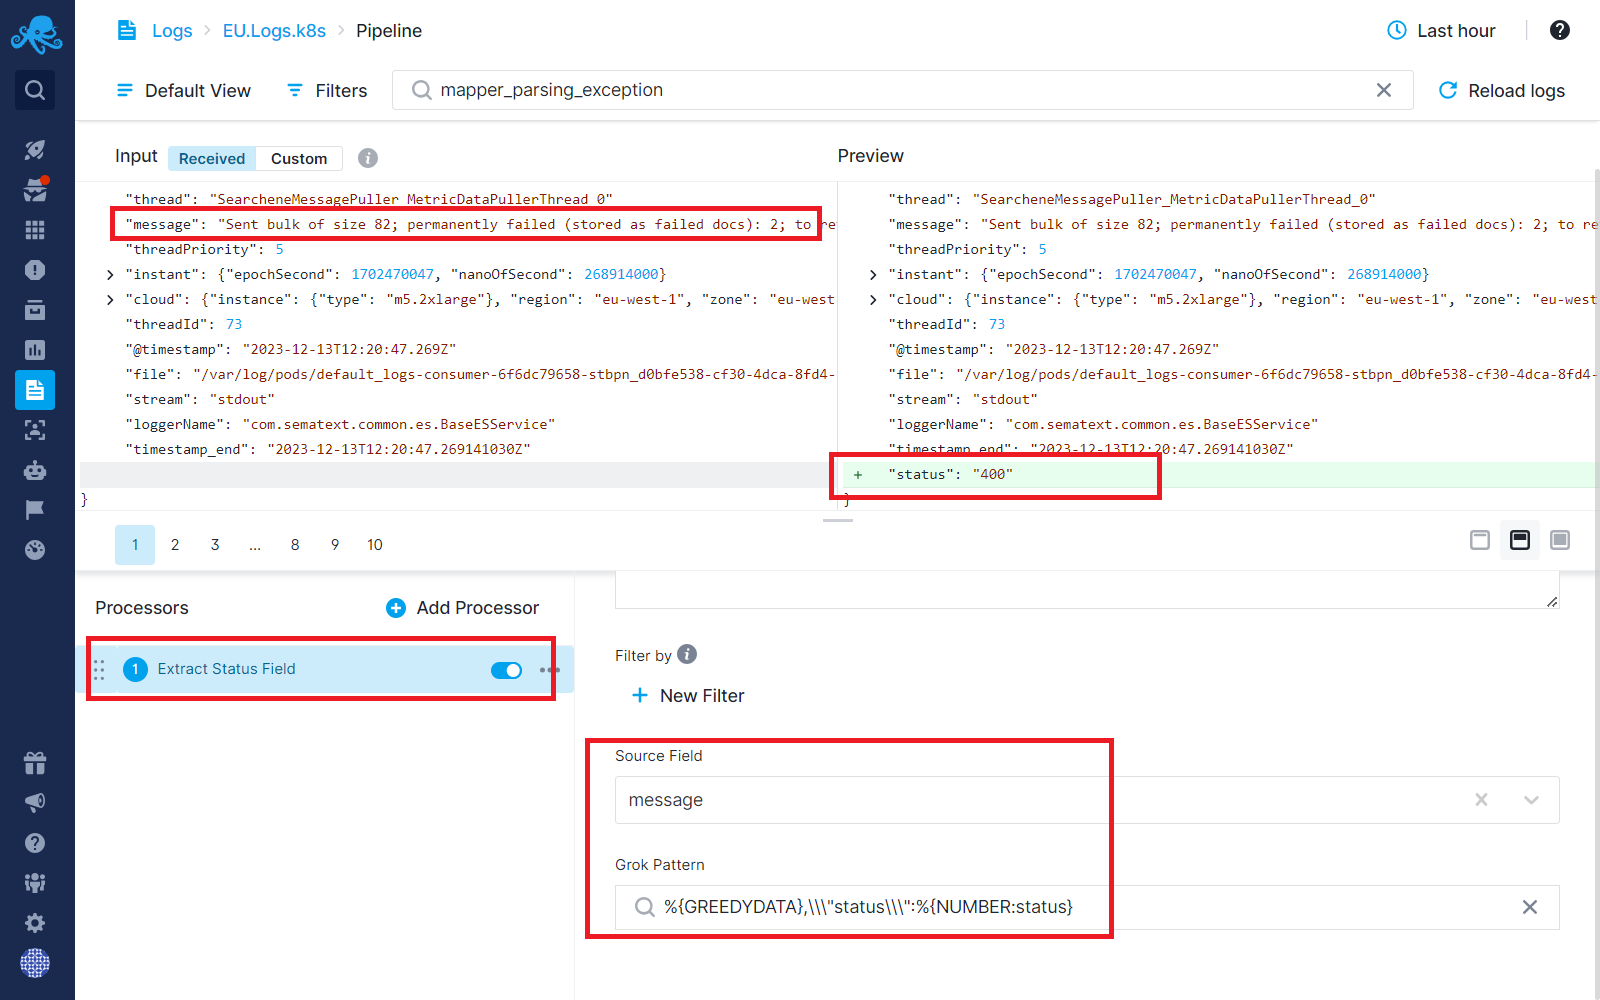 Logs > EU.Logs.k8s > Pipeline
Last hour
Default View
Filters
mapper_parsing_exception
Reload logs
Input
Received
Custom
Preview
"thread": "SearcheneMessagePuller_MetricDataPullerThread_0"
"message": "Sent bulk of size 82; permanently failed (stored as failed docs): 2; to re
"threadPriority": 5
"instant": {"epochSecond": 1702470047, "nanoOfSecond": 268914000}
"cloud": {"instance": {"type": "m5.2xlarge"}, "region": "eu-west-1", "zone": "eu-west
"threadId": 73
"@timestamp": "2023-12-13T12:20:47.269Z"
"file": "/var/log/pods/default_logs-consumer-6f6dc79658-stbpn_d0bfe538-cf30-4dca-8fd4-
"stream": "stdout"
"loggerName": "com.sematext.common.es.BaseESService"
"timestamp_end": "2023-12-13T12:20:47.269141030Z"
}
"thread": "SearcheneMessagePuller_MetricDataPullerThread_0"
"message": "Sent bulk of size 82; permanently failed (stored as failed docs): 2; to re
"threadPriority": 5
"instant": {"epochSecond": 1702470047, "nanoOfSecond": 268914000}
"cloud": {"instance": {"type": "m5.2xlarge"}, "region": "eu-west-1", "zone": "eu-west
"threadId": 73
"@timestamp": "2023-12-13T12:20:47.269Z"
"file": "/var/log/pods/default_logs-consumer-6f6dc79658-stbpn_d0bfe538-cf30-4dca-8fd4-
"stream": "stdout"
"loggerName": "com.sematext.common.es.BaseESService"
"timestamp_end": "2023-12-13T12:20:47.269141030Z"
+ "status": "400"
}
1 2 3 ... 8 9 10
Processors
Add Processor
1 Extract Status Field
Filter by
New Filter
Source Field
message
Grok Pattern
%{GREEDYDATA},\\\"status\\\":%{NUMBER:status}